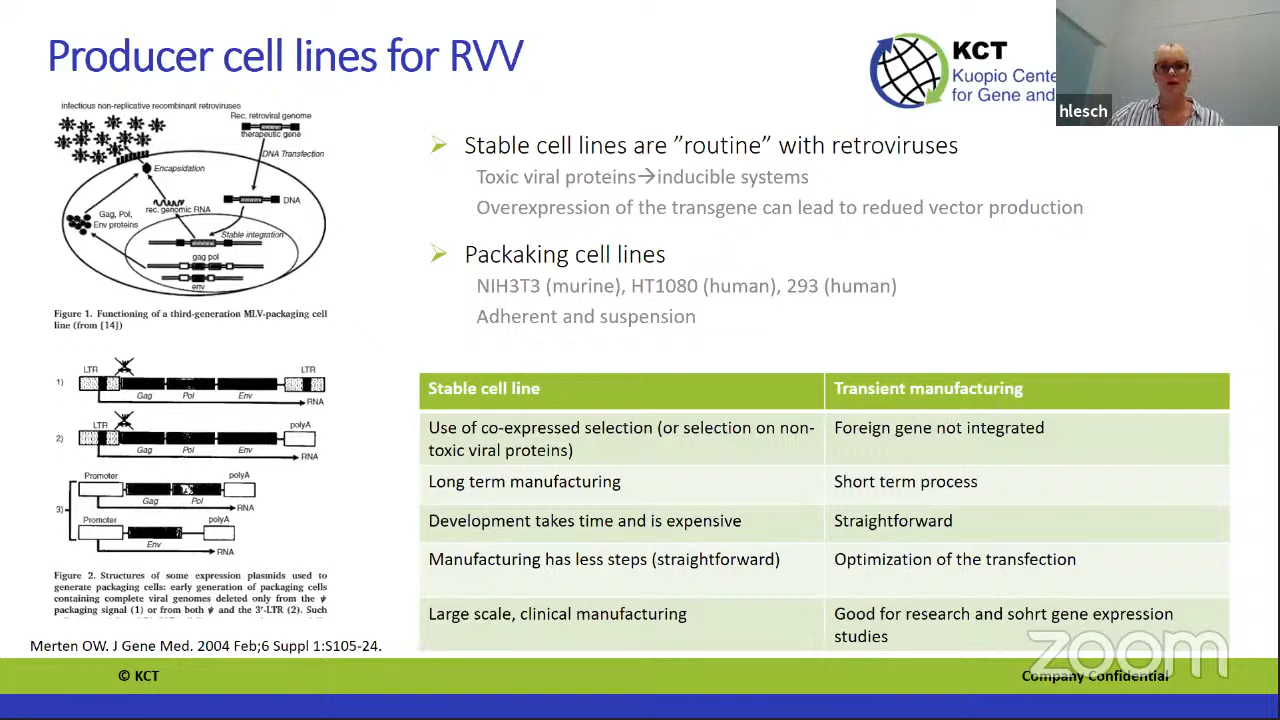 Producer cell lines for RVV
KCT
Kuopio Cente
for Gene and
hlesch
infectious non-replicative recombinant retroviruses
Rec. retroviral genome
therapeutic gene
DNA Transfection
Encapsidation
DNA
rec. genomic RNA
Gag, Pol,
Env proteins
Stable integration
gag pol
env
Figure 1. Functioning of a third-generation MLV-packaging cell
line (from [14])
LTR
LTR
1)
Gag
Pol
Env
RNA
LTR
polyA
2)
Gag
Pol
Env
RNA
Promoter
polyA
Gag
Pol
RNA
3)
Promoter
polyA
Env
RNA
Figure 2. Structures of some expression plasmids used to
generate packaging cells: early generation of packaging cells
containing complete viral genomes deleted only from the ψ
packaging signal (1) or from both ψ and the 3′-LTR (2). Such
Merten OW. J Gene Med. 2004 Feb;6 Suppl 1:S105-24.
Stable cell lines are ”routine” with retroviruses
Toxic viral proteins→inducible systems
Overexpression of the transgene can lead to redued vector production
Packaking cell lines
NIH3T3 (murine), HT1080 (human), 293 (human)
Adherent and suspension
Stable cell line
Transient manufacturing
Use of co-expressed selection (or selection on non-
toxic viral proteins)
Foreign gene not integrated
Long term manufacturing
Short term process
Development takes time and is expensive
Straightforward
Manufacturing has less steps (straightforward)
Optimization of the transfection
Large scale, clinical manufacturing
Good for research and sohrt gene expression
studies
zoom
© KCT
Company Confidential